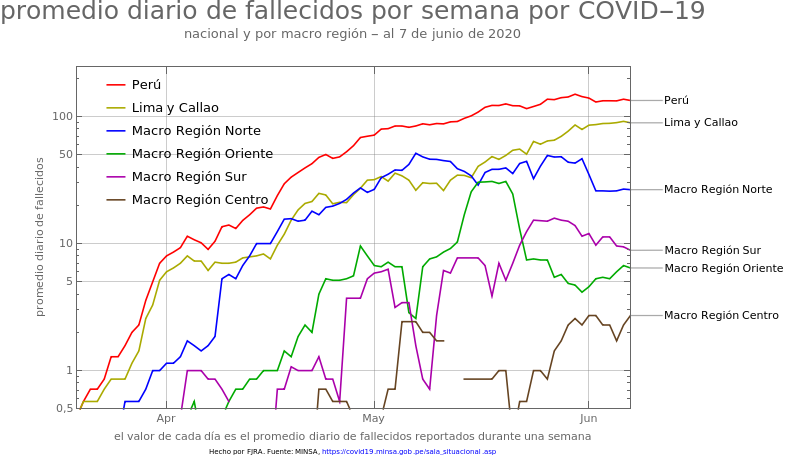 promedio diario de fallecidos por semana por COVID‒19
nacional y por macro región ‒ al 7 de junio de 2020
Perú
Lima y Callao
Macro Región Norte
Macro Región Oriente
Macro Región Sur
Macro Región Centro
promedio diario de fallecidos
100
50
10
5
1
0,5
Apr
May
Jun
Perú
Lima y Callao
Macro Región Norte
Macro Región Sur
Macro Región Oriente
Macro Región Centro
el valor de cada día es el promedio diario de fallecidos reportados durante una semana
Hecho por FJRA. Fuente: MINSA, https://covid19.minsa.gob.pe/sala_situacional .asp